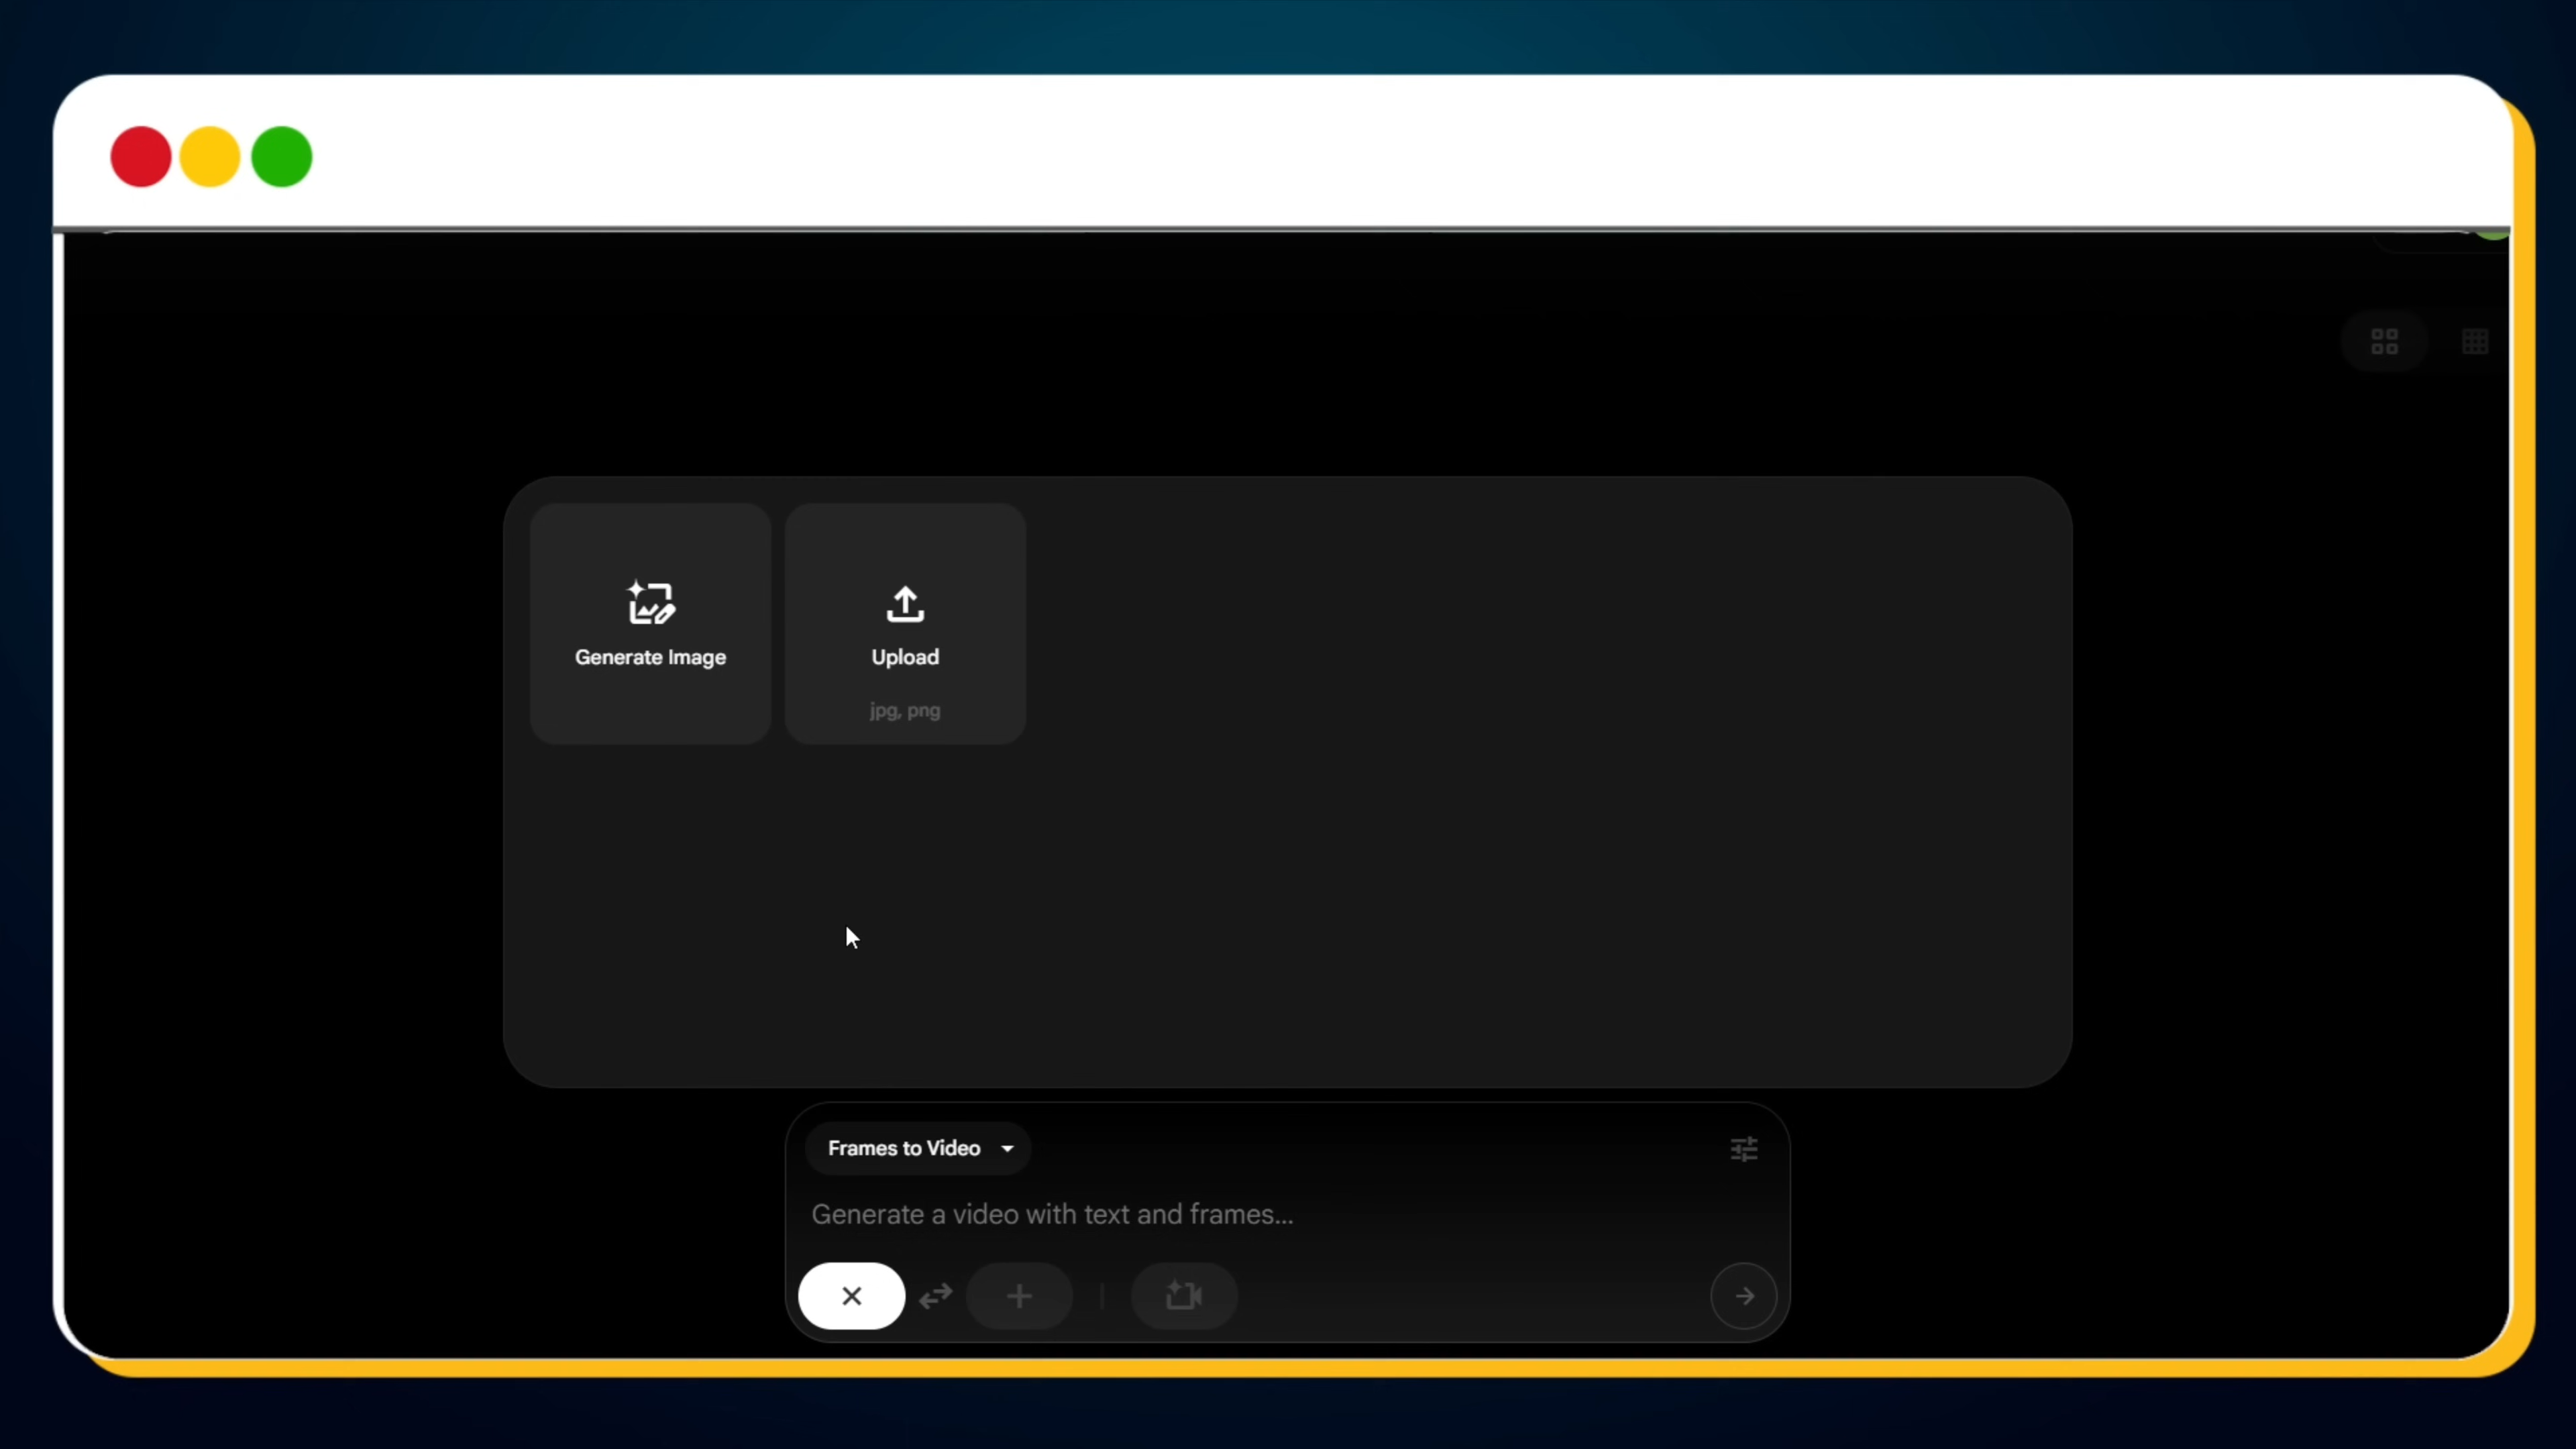 Generate Image
Upload
jpg, png
Frames to Video
Generate a video with text and frames...